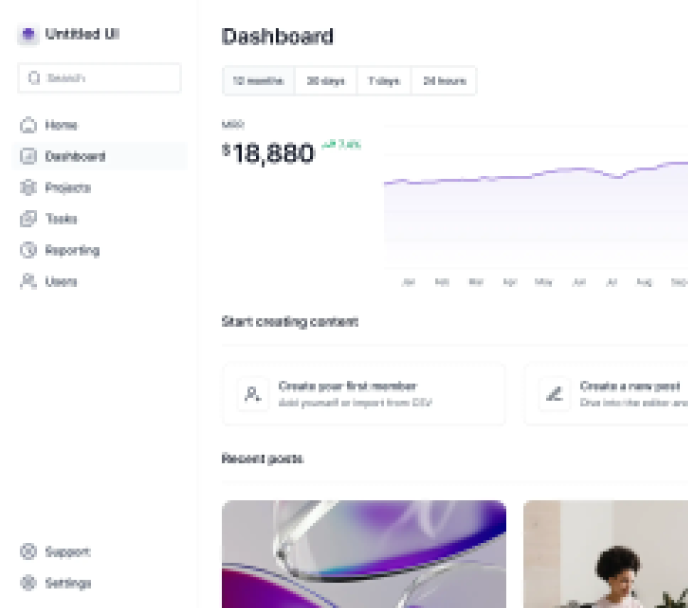 Untitled UI
Search
Home
Dashboard
Projects
Tasks
Reporting
Users
Support
Settings
Dashboard
12 months
30 days
7 days
24 hours
MRR
$18,880
7.4%
Jan Feb Mar Apr May Jun Jul Aug Sep
Start creating content
Create your first member
Add yourself or import from CSV
Create a new post
Dive into the editor and
Recent posts